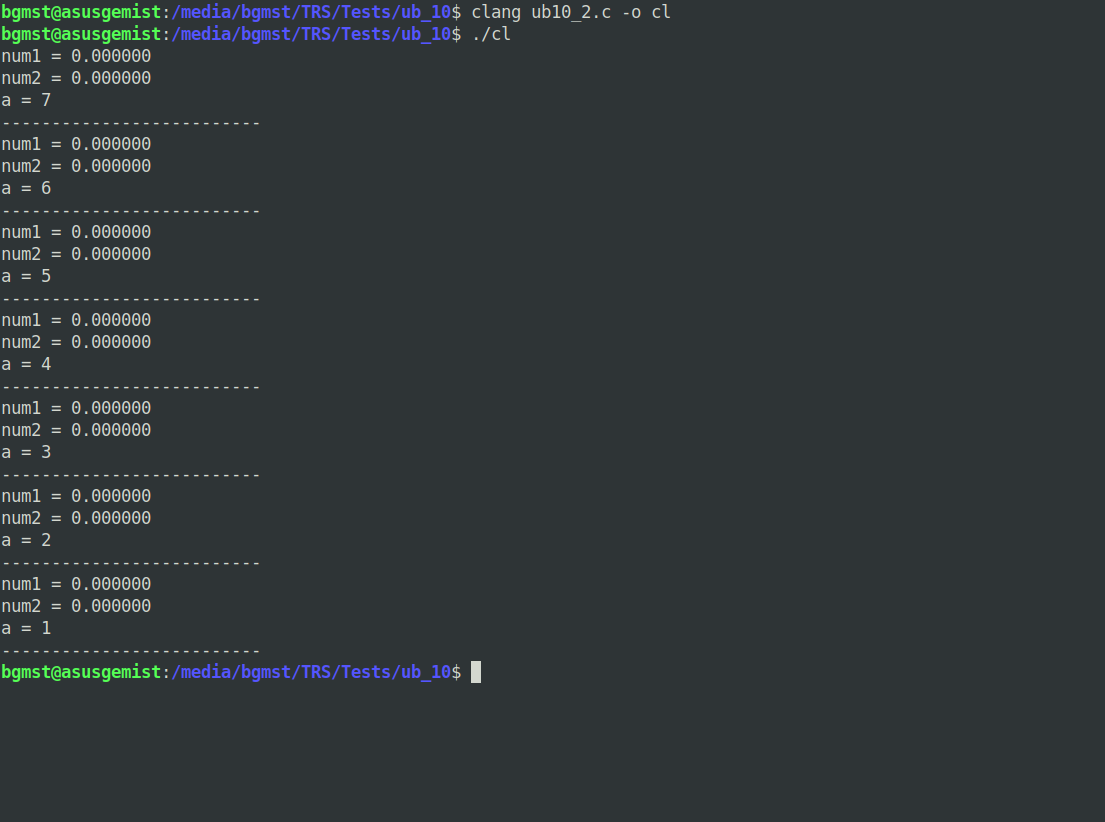 bgmst@asusgemist:/media/bgmst/TRS/Tests/ub_10$ clang ub10_2.c -o cl
bgmst@asusgemist:/media/bgmst/TRS/Tests/ub_10$ ./cl
num1 = 0.000000
num2 = 0.000000
a = 7
--------------------------
num1 = 0.000000
num2 = 0.000000
a = 6
--------------------------
num1 = 0.000000
num2 = 0.000000
a = 5
--------------------------
num1 = 0.000000
num2 = 0.000000
a = 4
--------------------------
num1 = 0.000000
num2 = 0.000000
a = 3
--------------------------
num1 = 0.000000
num2 = 0.000000
a = 2
--------------------------
num1 = 0.000000
num2 = 0.000000
a = 1
--------------------------
bgmst@asusgemist:/media/bgmst/TRS/Tests/ub_10$